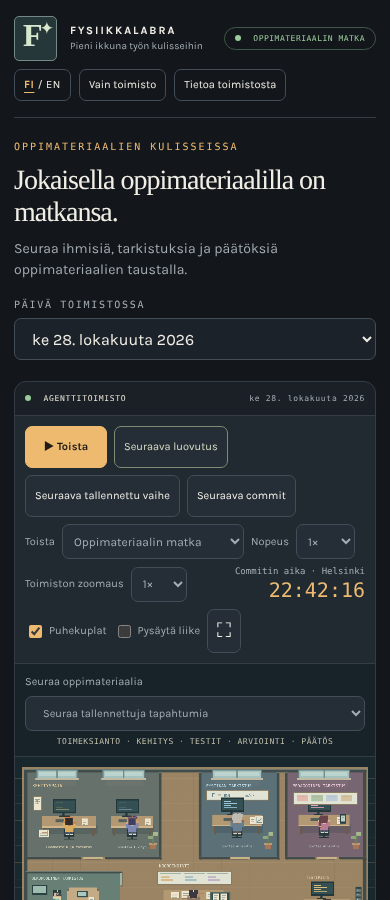 F
FYSIIKKALABRA
Pieni ikkuna työn kulisseihin
OPPIMATERIAALIN MATKA
FI / EN
Vain toimisto
Tietoa toimistosta
OPPIMATERIAALIEN KULISSEISSA
Jokaisella oppimateriaalilla on
matkansa.
Seuraa ihmisiä, tarkistuksia ja päätöksiä
oppimateriaalien taustalla.
PÄIVÄ TOIMISTOSSA
ke 28. lokakuuta 2026
AGENTTITOIMISTO
ke 28. lokakuuta 2026
Toista
Seuraava luovutus
Seuraava tallennettu vaihe
Seuraava commit
Toista
Oppimateriaalin matka
Nopeus
1×
Toimiston zoomaus
1×
Commitin aika · Helsinki
22:42:16
Puhekuplat
Pysäytä liike
Seuraa oppimateriaalia
Seuraa tallennettuja tapahtumia
TOIMEKSIANTO · KEHITYS · TESTIT · ARVIOINTI · PÄÄTÖS